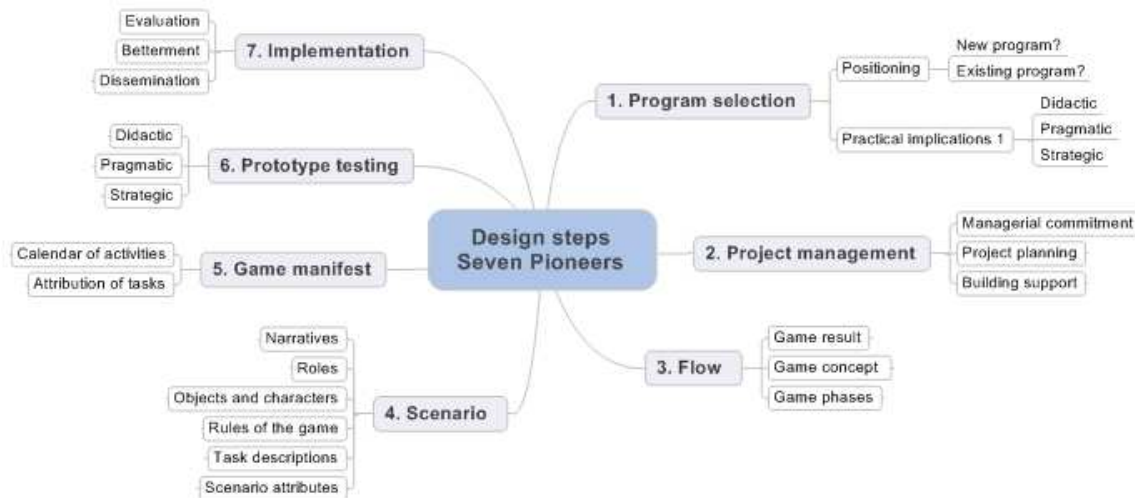 Design steps
Seven Pioneers
1. Program selection
Positioning
New program?
Existing program?
Practical implications 1
Didactic
Pragmatic
Strategic
2. Project management
Managerial commitment
Project planning
Building support
3. Flow
Game result
Game concept
Game phases
4. Scenario
Narratives
Roles
Objects and characters
Rules of the game
Task descriptions
Scenario attributes
5. Game manifest
Calendar of activities
Attribution of tasks
6. Prototype testing
Didactic
Pragmatic
Strategic
7. Implementation
Evaluation
Betterment
Dissemination